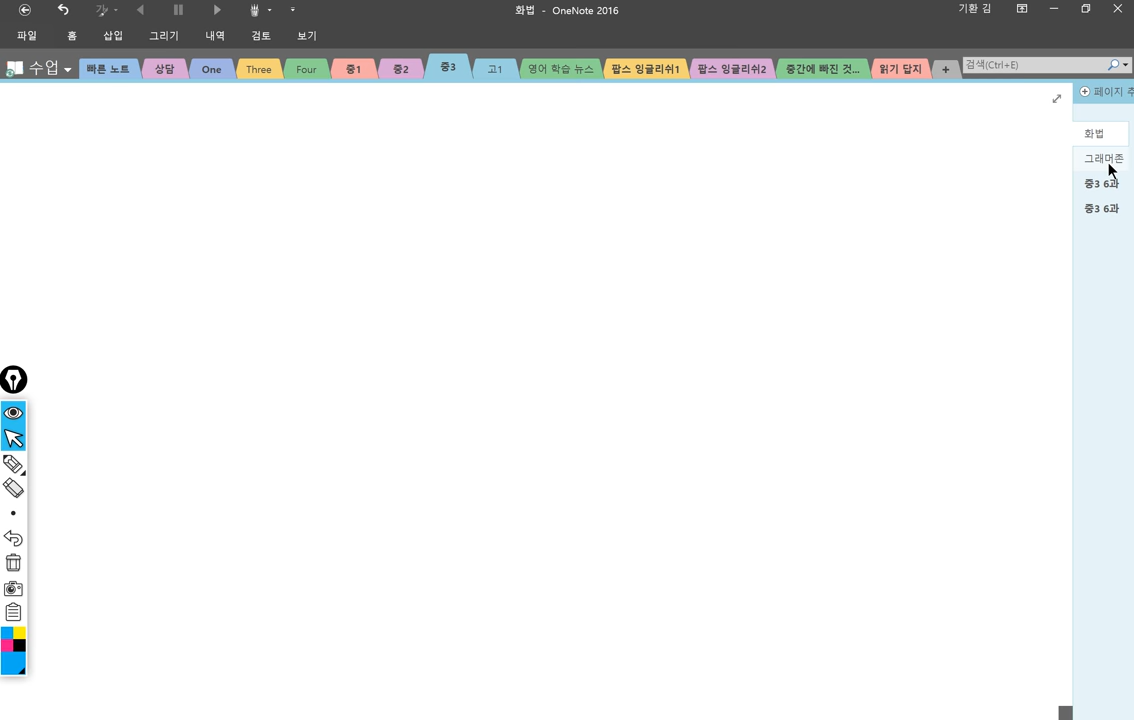 화법 - OneNote 2016
기환 김
파일 홈 삽입 그리기 내역 검토 보기
수업 빠른 노트 상담 One Three Four 중1 중2 중3 고1 영어 학습 뉴스 팝스 잉글리쉬1 팝스 잉글리쉬2 중간에 빠진 것... 읽기 답지 + 검색(Ctrl+E)
페이지 추
화법
그래머존
중3 6과
중3 6과